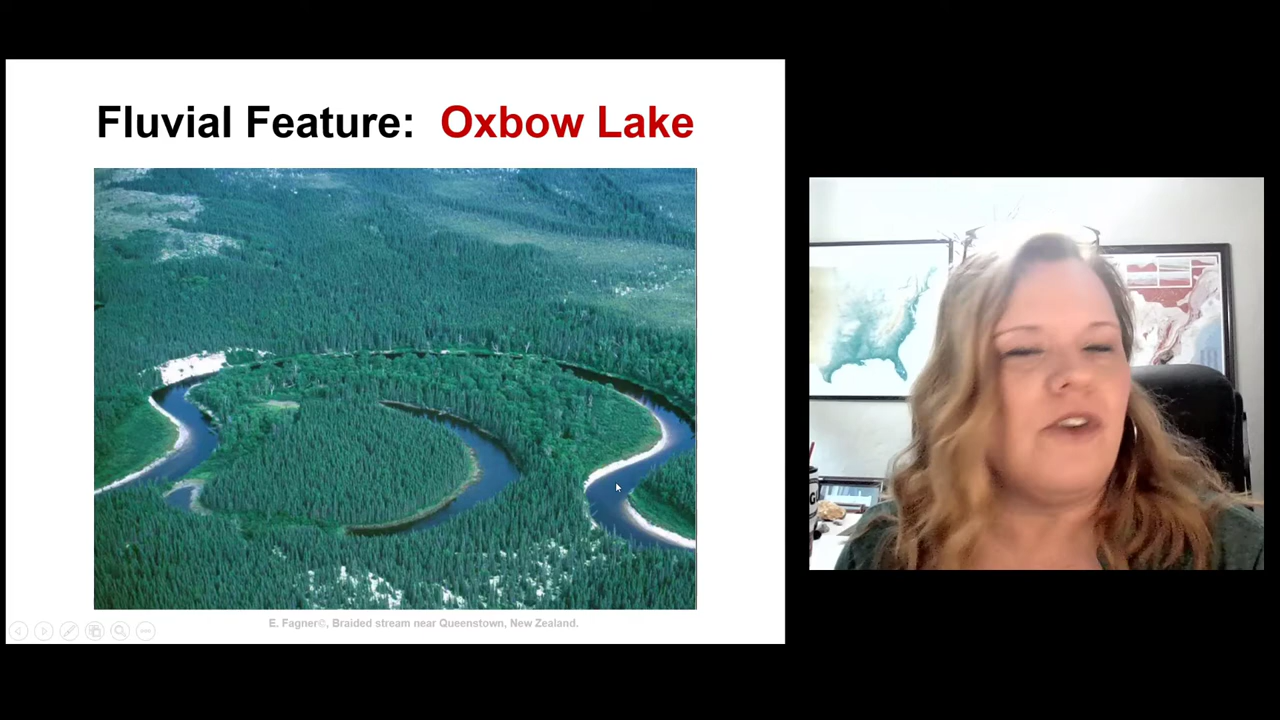 Fluvial Feature: Oxbow Lake
E. Fagner©, Braided stream near Queenstown, New Zealand.